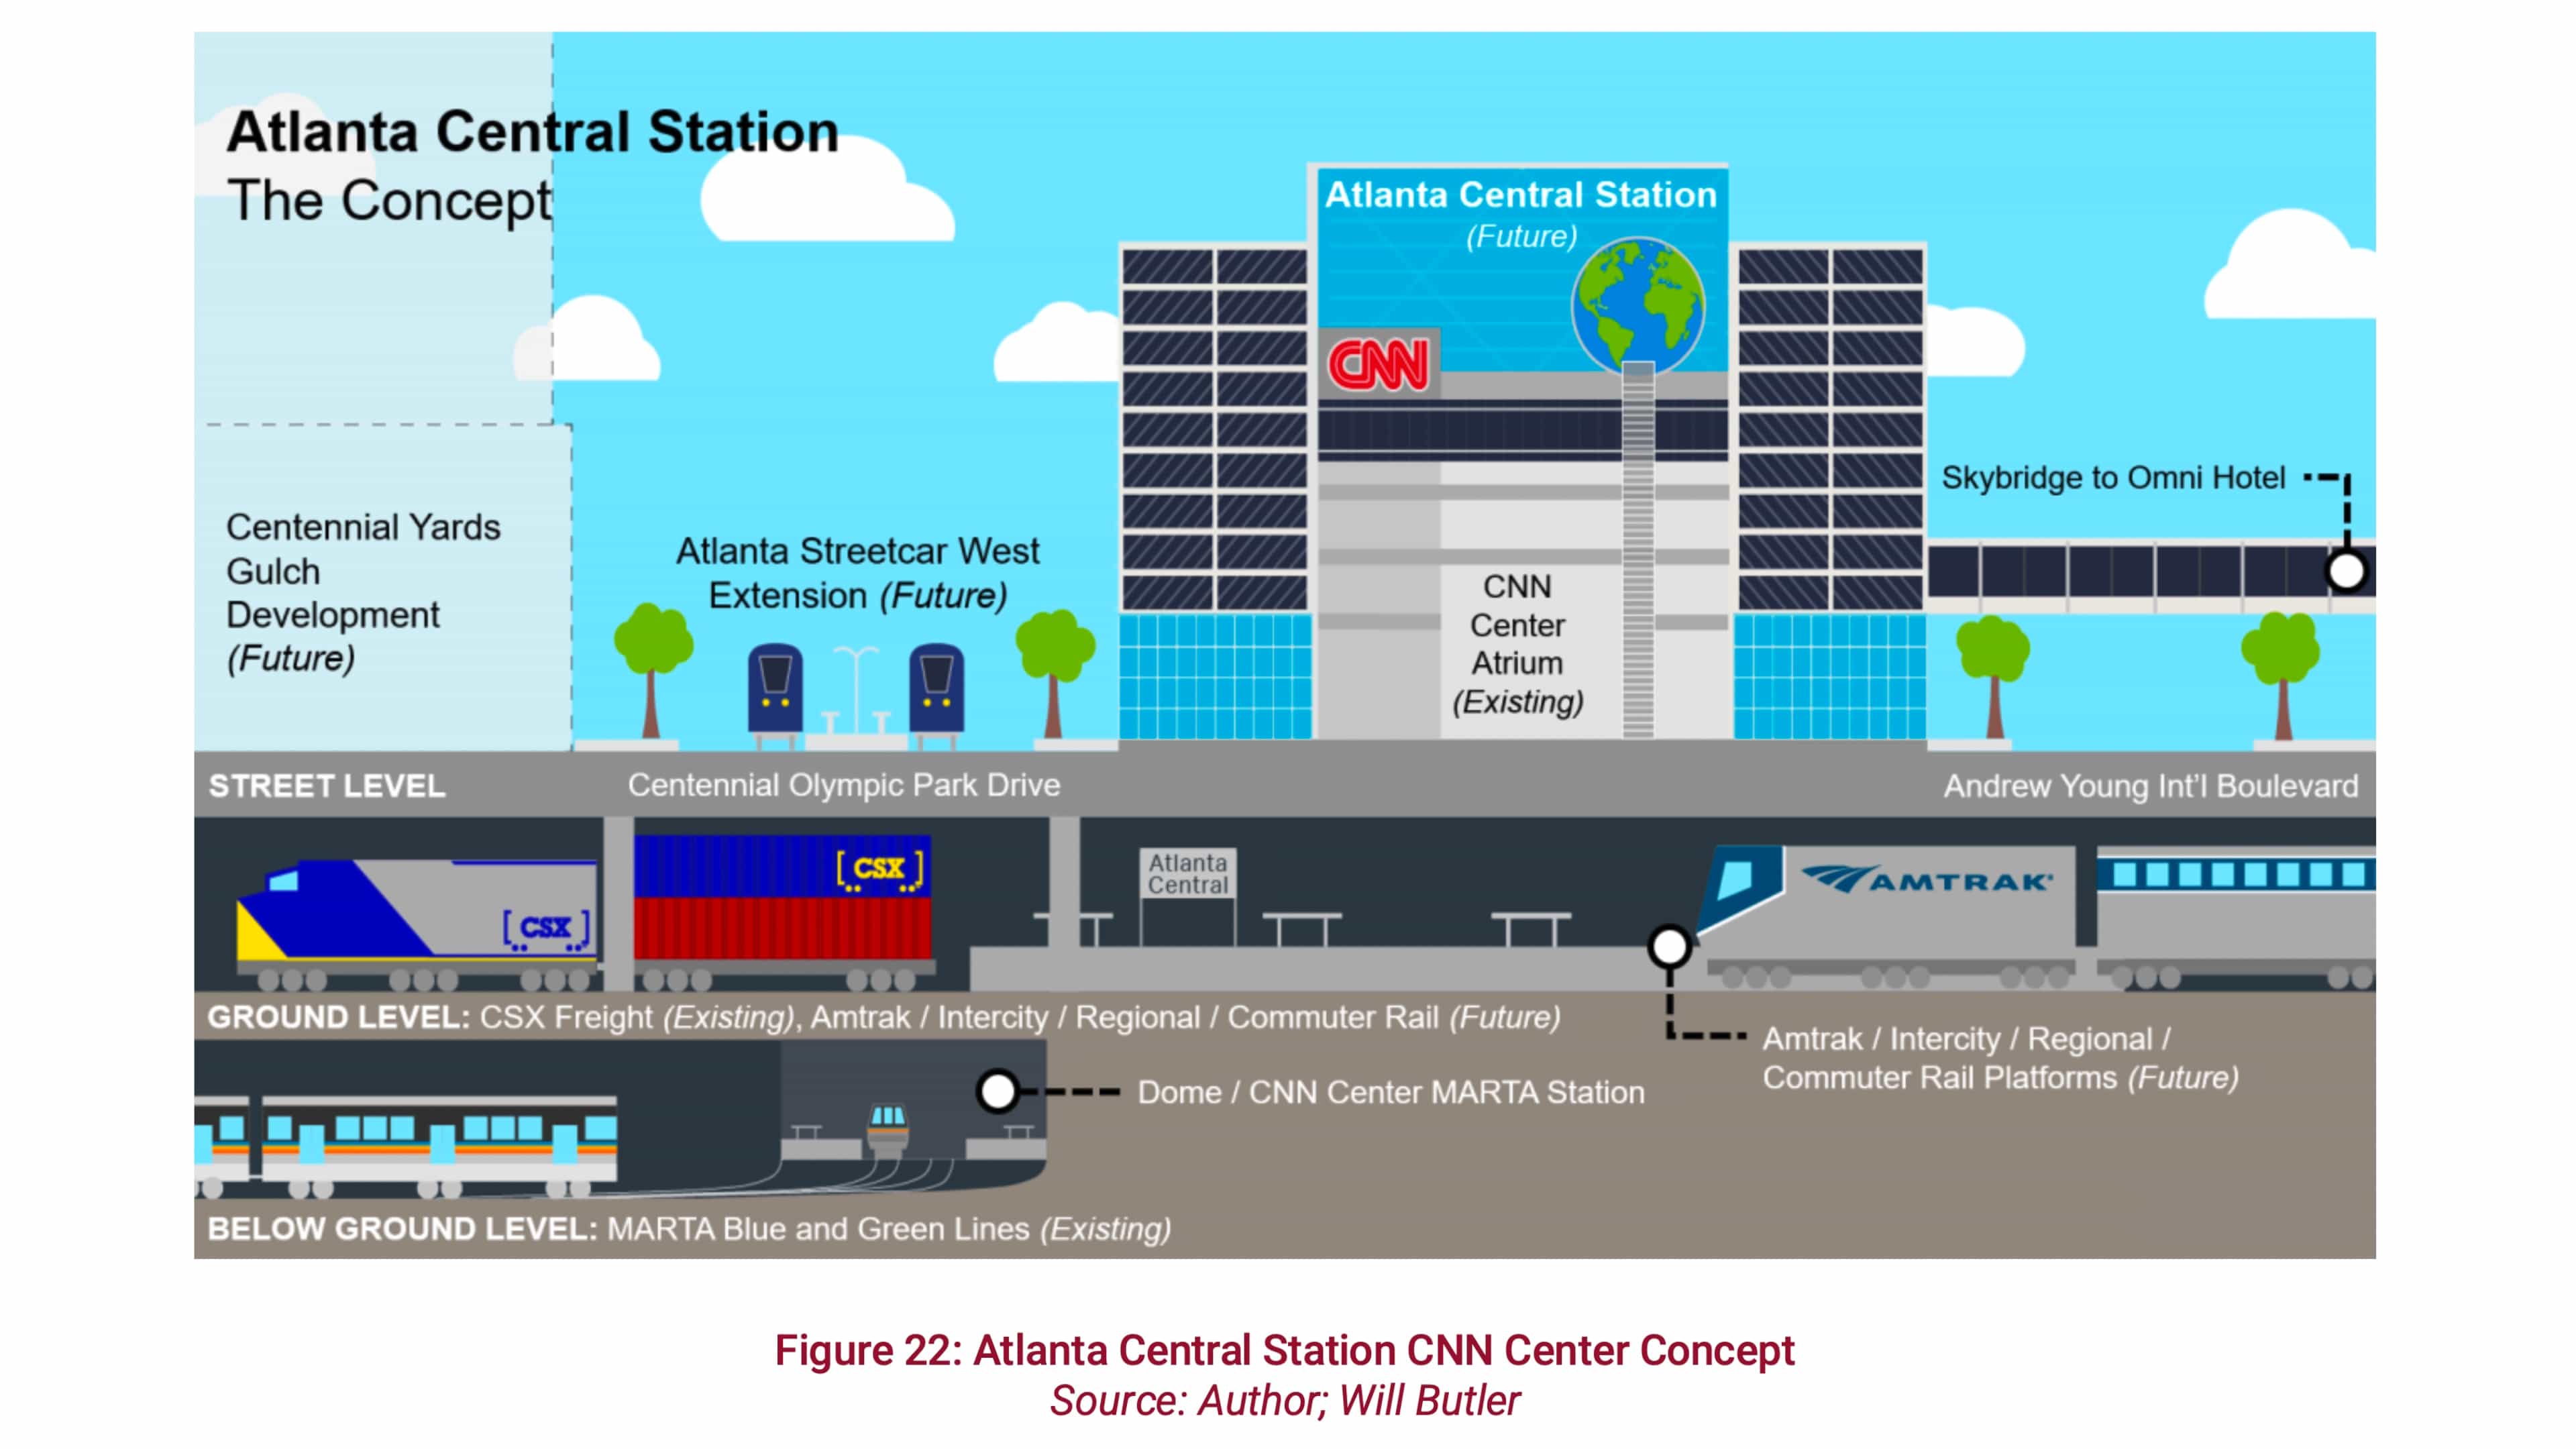 Atlanta Central Station
The Concept
Atlanta Central Station
(Future)
CNN
Skybridge to Omni Hotel
Centennial Yards
Gulch
Development
(Future)
Atlanta Streetcar West
Extension (Future)
CNN
Center
Atrium
(Existing)
STREET LEVEL
Centennial Olympic Park Drive
Andrew Young Int'l Boulevard
CSX
CSX
Atlanta
Central
AMTRAK
GROUND LEVEL: CSX Freight (Existing), Amtrak / Intercity / Regional / Commuter Rail (Future)
Amtrak / Intercity / Regional /
Commuter Rail Platforms (Future)
Dome / CNN Center MARTA Station
BELOW GROUND LEVEL: MARTA Blue and Green Lines (Existing)
Figure 22: Atlanta Central Station CNN Center Concept
Source: Author; Will Butler